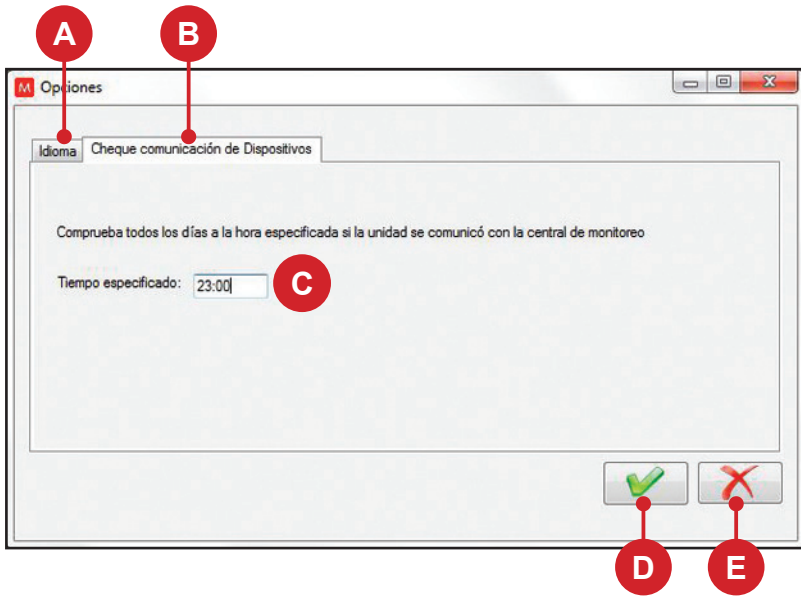 A B
M Opciones
Idioma Cheque comunicación de Dispositivos
Comprueba todos los días a la hora especificada si la unidad se comunicó con la central de monitoreo
Tiempo especificado: 23:00 C
D E